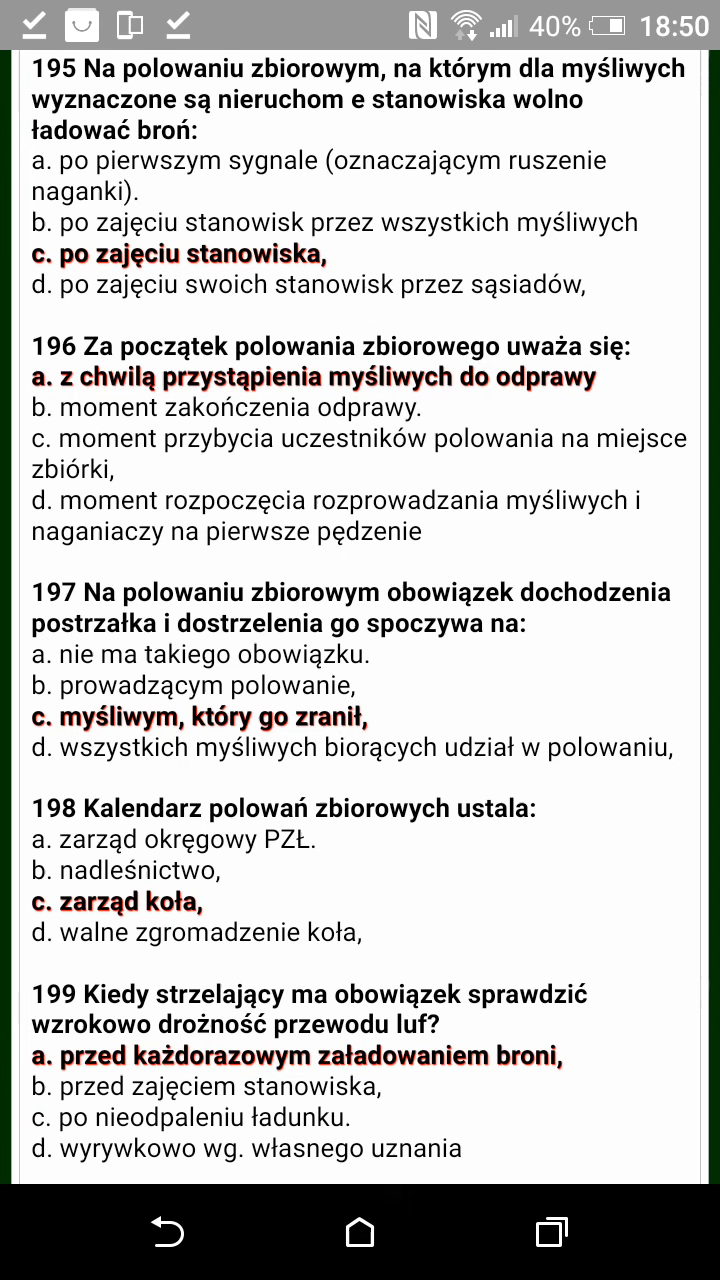 40% 18:50
195 Na polowaniu zbiorowym, na którym dla myśliwych
wyznaczone są nieruchom e stanowiska wolno
ładować broń:
a. po pierwszym sygnale (oznaczającym ruszenie
naganki).
b. po zajęciu stanowisk przez wszystkich myśliwych
c. po zajęciu stanowiska,
d. po zajęciu swoich stanowisk przez sąsiadów,
196 Za początek polowania zbiorowego uważa się:
a. z chwilą przystąpienia myśliwych do odprawy
b. moment zakończenia odprawy.
c. moment przybycia uczestników polowania na miejsce
zbiórki,
d. moment rozpoczęcia rozprowadzania myśliwych i
naganiaczy na pierwsze pędzenie
197 Na polowaniu zbiorowym obowiązek dochodzenia
postrzałka i dostrzelenia go spoczywa na:
a. nie ma takiego obowiązku.
b. prowadzącym polowanie,
c. myśliwym, który go zranił,
d. wszystkich myśliwych biorących udział w polowaniu,
198 Kalendarz polowań zbiorowych ustala:
a. zarząd okręgowy PZŁ.
b. nadleśnictwo,
c. zarząd koła,
d. walne zgromadzenie koła,
199 Kiedy strzelający ma obowiązek sprawdzić
wzrokowo drożność przewodu luf?
a. przed każdorazowym załadowaniem broni,
b. przed zajęciem stanowiska,
c. po nieodpaleniu ładunku.
d. wyrywkowo wg. własnego uznania